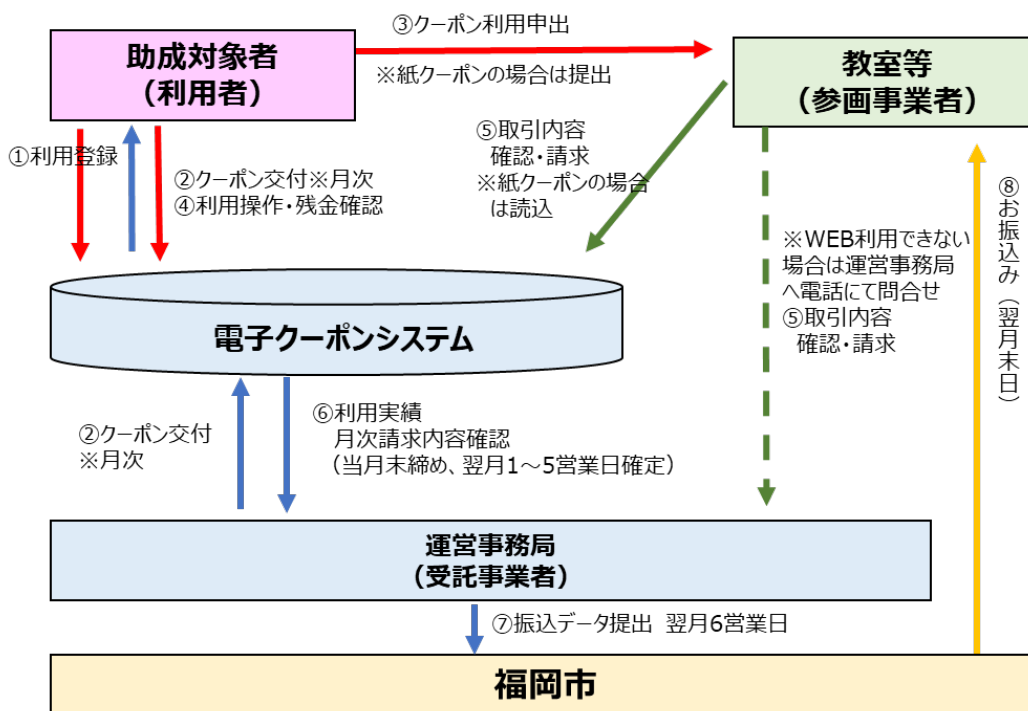 助成対象者
（利用者）
③クーポン利用申出
※紙クーポンの場合は提出
教室等
（参画事業者）
①利用登録
②クーポン交付※月次
④利用操作・残金確認
⑤取引内容
確認・請求
※紙クーポンの場合
は読込
※WEB利用できない
場合は運営事務局
へ電話にて問合せ
⑤取引内容
確認・請求
⑧お振込み（翌月末日）
電子クーポンシステム
②クーポン交付
※月次
⑥利用実績
月次請求内容確認
（当月末締め、翌月1～5営業日確定）
運営事務局
（受託事業者）
⑦振込データ提出 翌月6営業日
福岡市